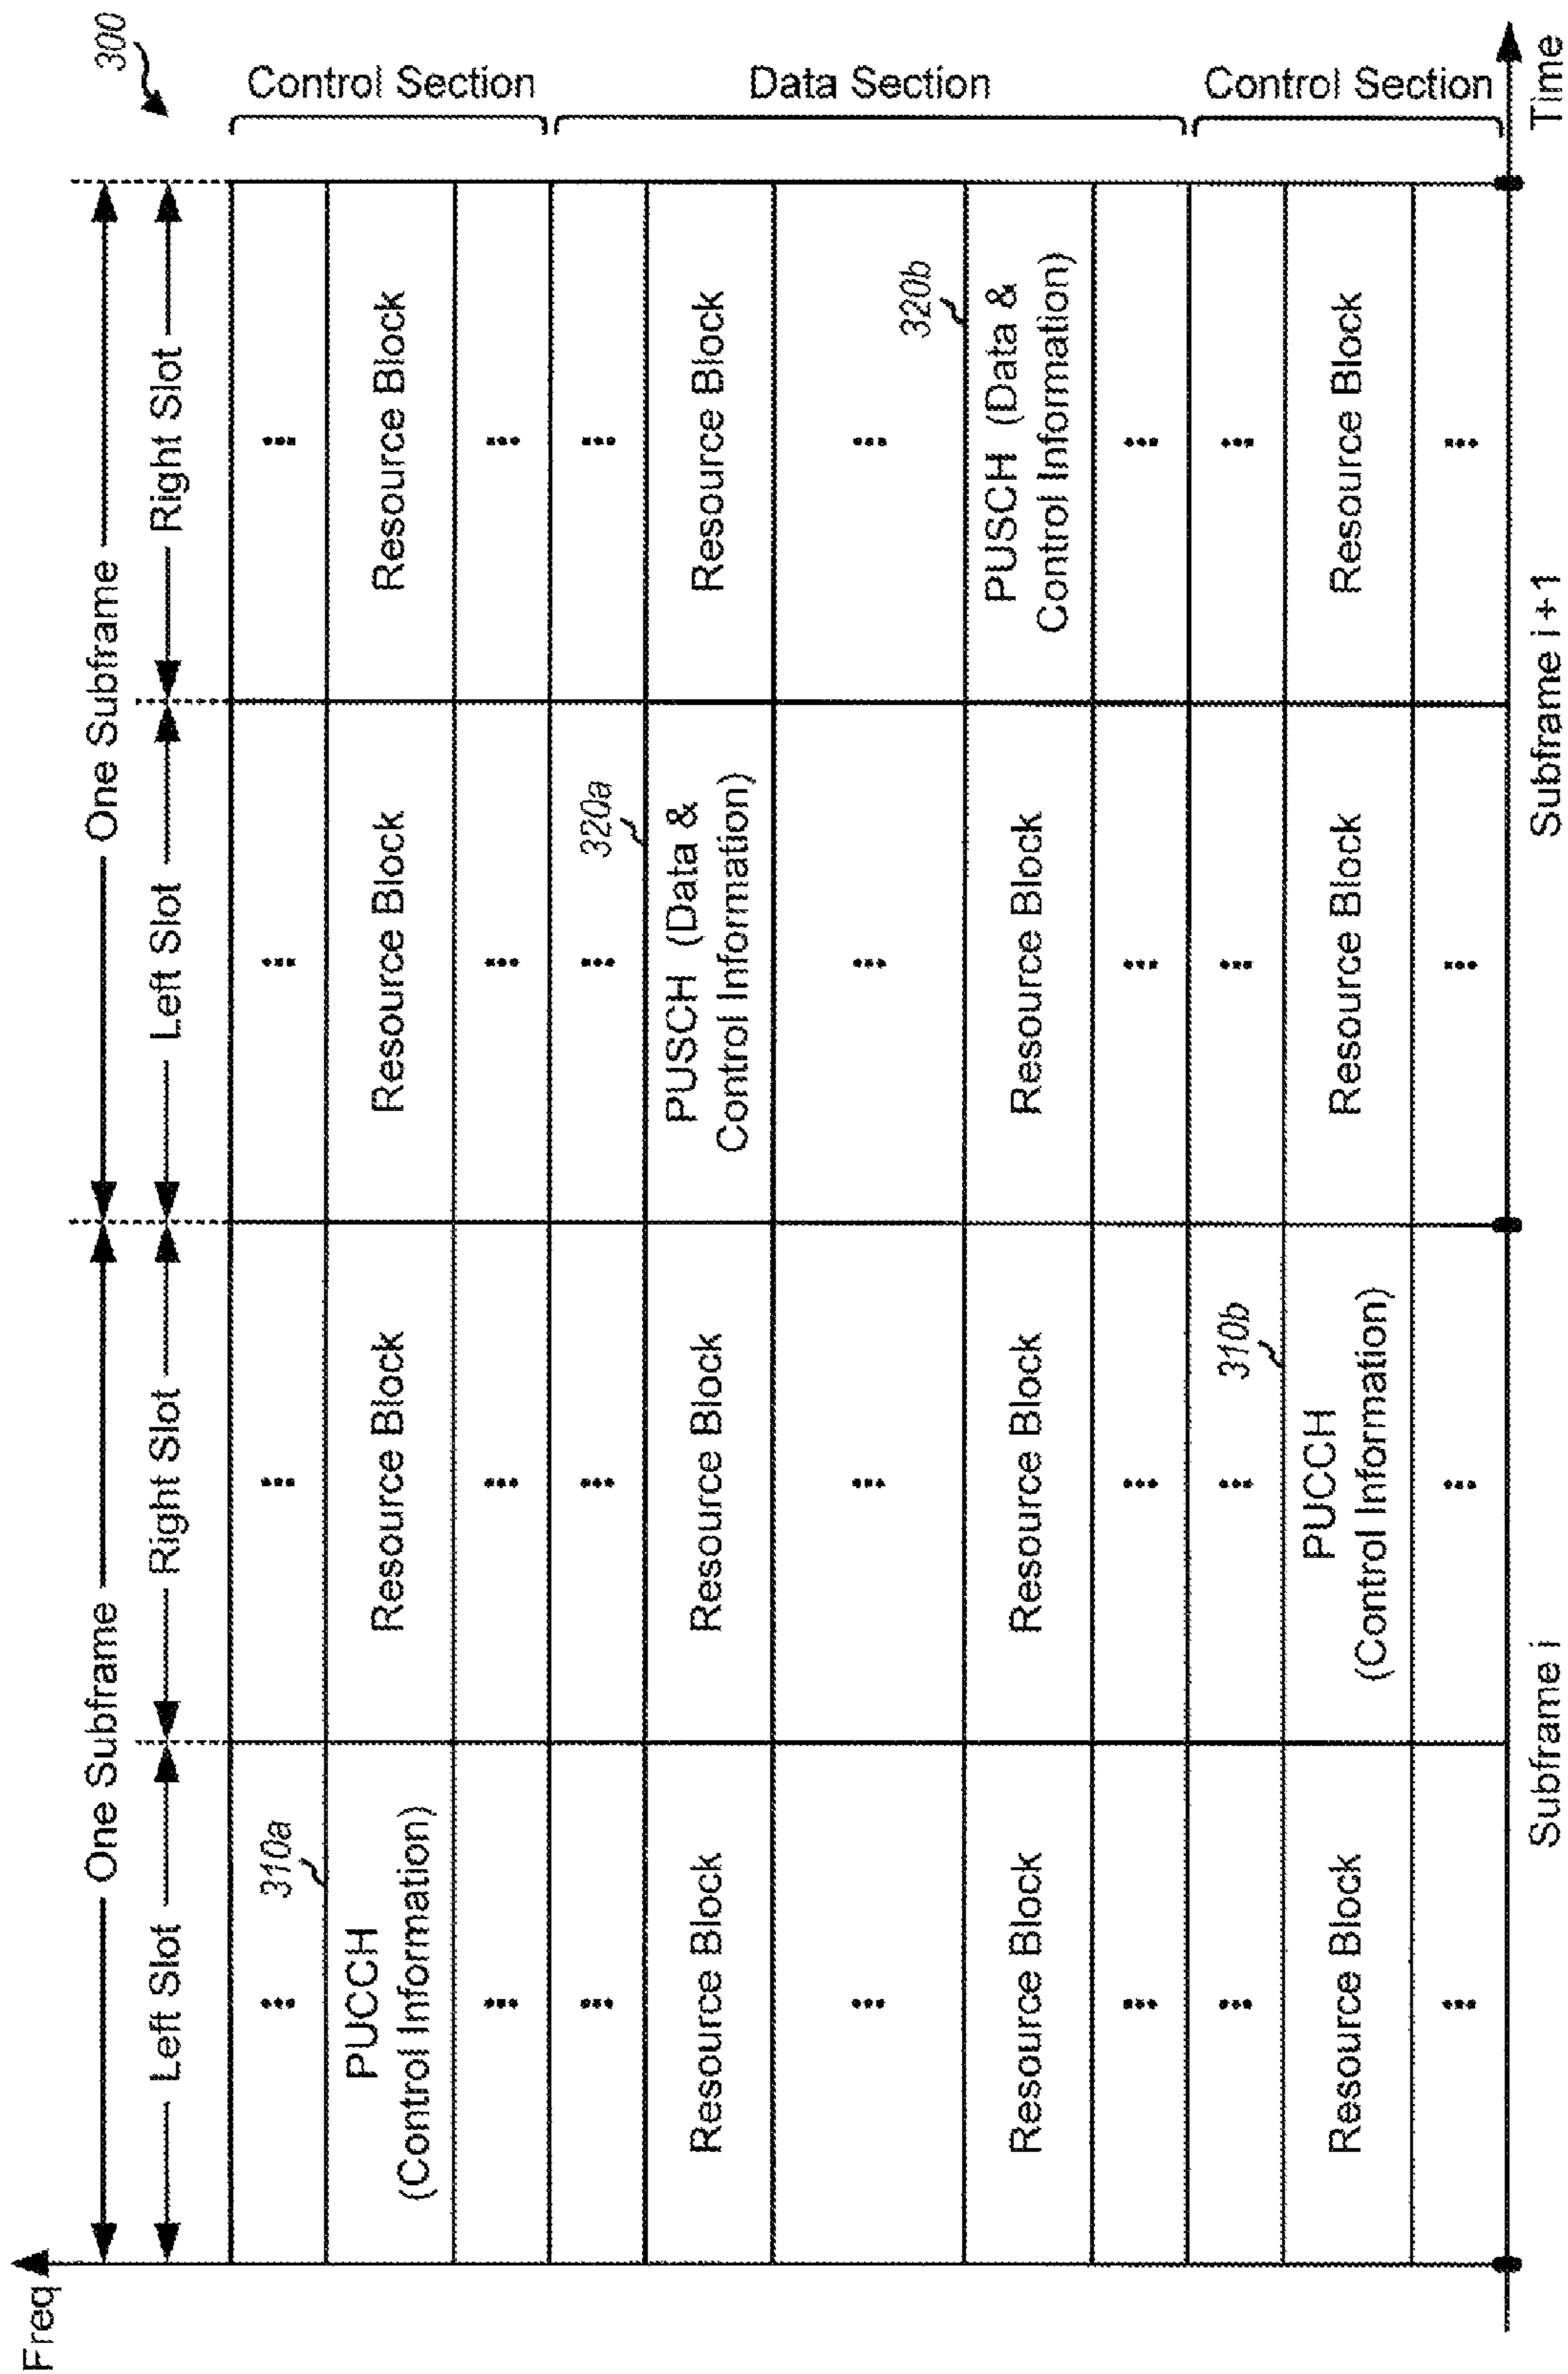 Freq
300
One Subframe
One Subframe
Left Slot
Right Slot
Left Slot
Right Slot
310a
PUCCH
(Control Information)
Resource Block
Resource Block
Resource Block
Control Section
320a
Resource Block
Resource Block
PUSCH (Data &
Control Information)
Resource Block
Data Section
320b
Resource Block
Resource Block
Resource Block
PUSCH (Data &
Control Information)
310b
Resource Block
PUCCH
(Control Information)
Resource Block
Resource Block
Control Section
Subframe i
Subframe i + 1
Time